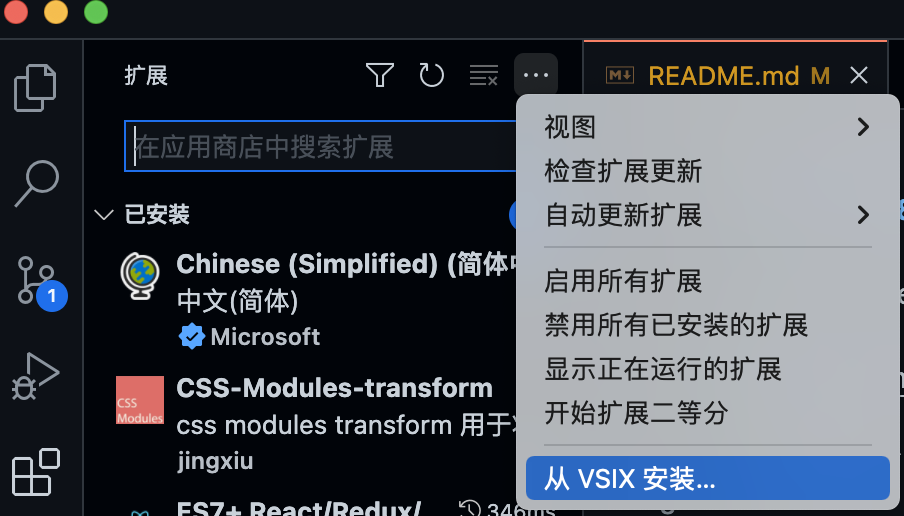 扩展
README.md M
在应用商店中搜索扩展
已安装
Chinese (Simplified) (简体
中文(简体)
Microsoft
CSS-Modules-transform
css modules transform 用于
jingxiu
ES7+ React/Redux/
346ms
CSS
Modules
1
视图
检查扩展更新
自动更新扩展
启用所有扩展
禁用所有已安装的扩展
显示正在运行的扩展
开始扩展二等分
从 VSIX 安装...